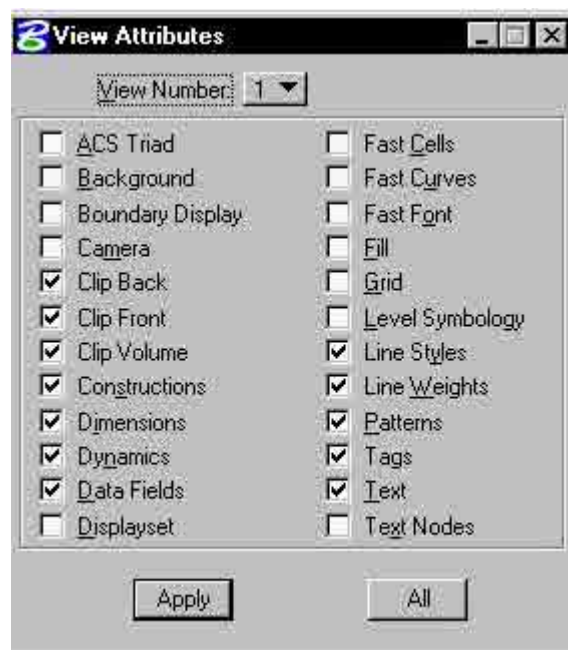 View Attributes
View Number: 1
ACS Triad
Background
Boundary Display
Camera
Clip Back
Clip Front
Clip Volume
Constructions
Dimensions
Dynamics
Data Fields
Displayset
Fast Cells
Fast Curves
Fast Font
Fill
Grid
Level Symbology
Line Styles
Line Weights
Patterns
Tags
Text
Text Nodes
Apply
All